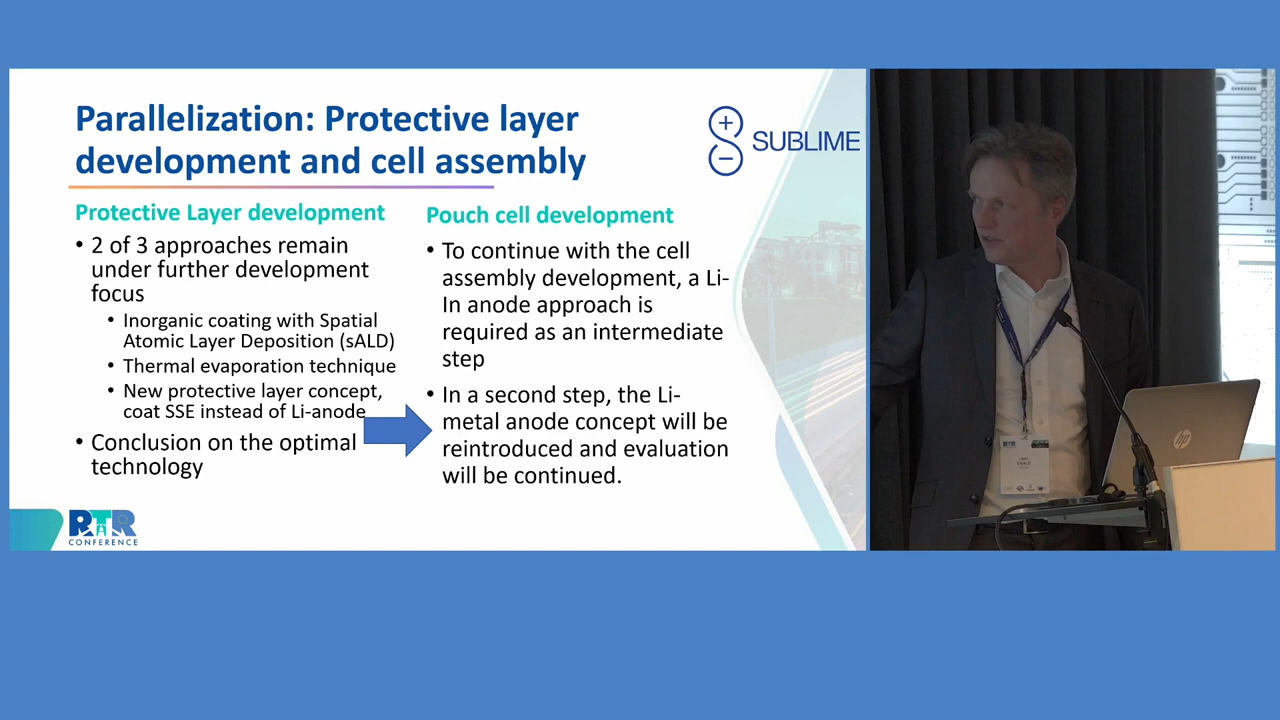 Parallelization: Protective layer
development and cell assembly
SUBLIME
Protective Layer development
• 2 of 3 approaches remain
under further development
focus
• Inorganic coating with Spatial
Atomic Layer Deposition (sALD)
• Thermal evaporation technique
• New protective layer concept,
coat SSE instead of Li-anode
• Conclusion on the optimal
technology
Pouch cell development
• To continue with the cell
assembly development, a Li-
In anode approach is
required as an intermediate
step
• In a second step, the Li-
metal anode concept will be
reintroduced and evaluation
will be continued.
RTR
CONFERENCE
hp
RTR
EWALD